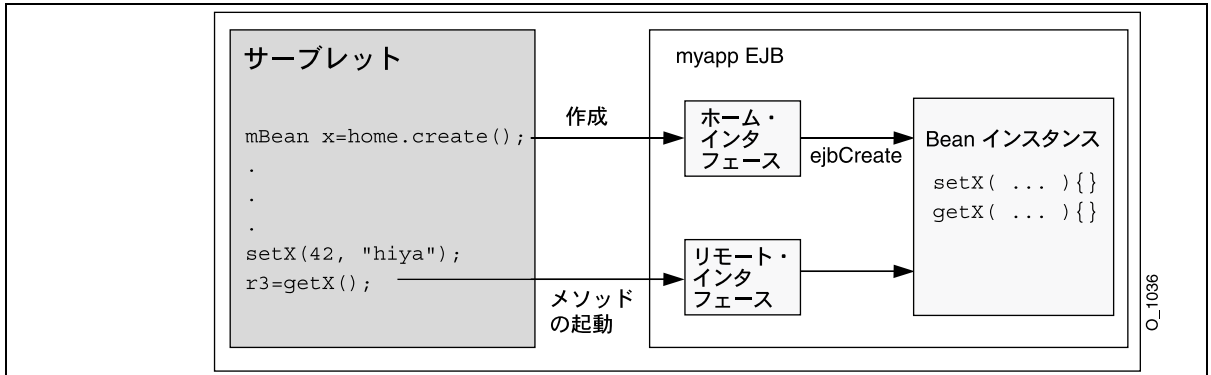 サーブレット
mBean x=home.create();
.
.
.
setX(42, "hiya");
r3=getX();
作成
メソッド
の起動
myapp EJB
ホーム・
インタ
フェース
ejbCreate
リモート・
インタ
フェース
Bean インスタンス
setX( ... ){}
getX( ... ){}
O_1036